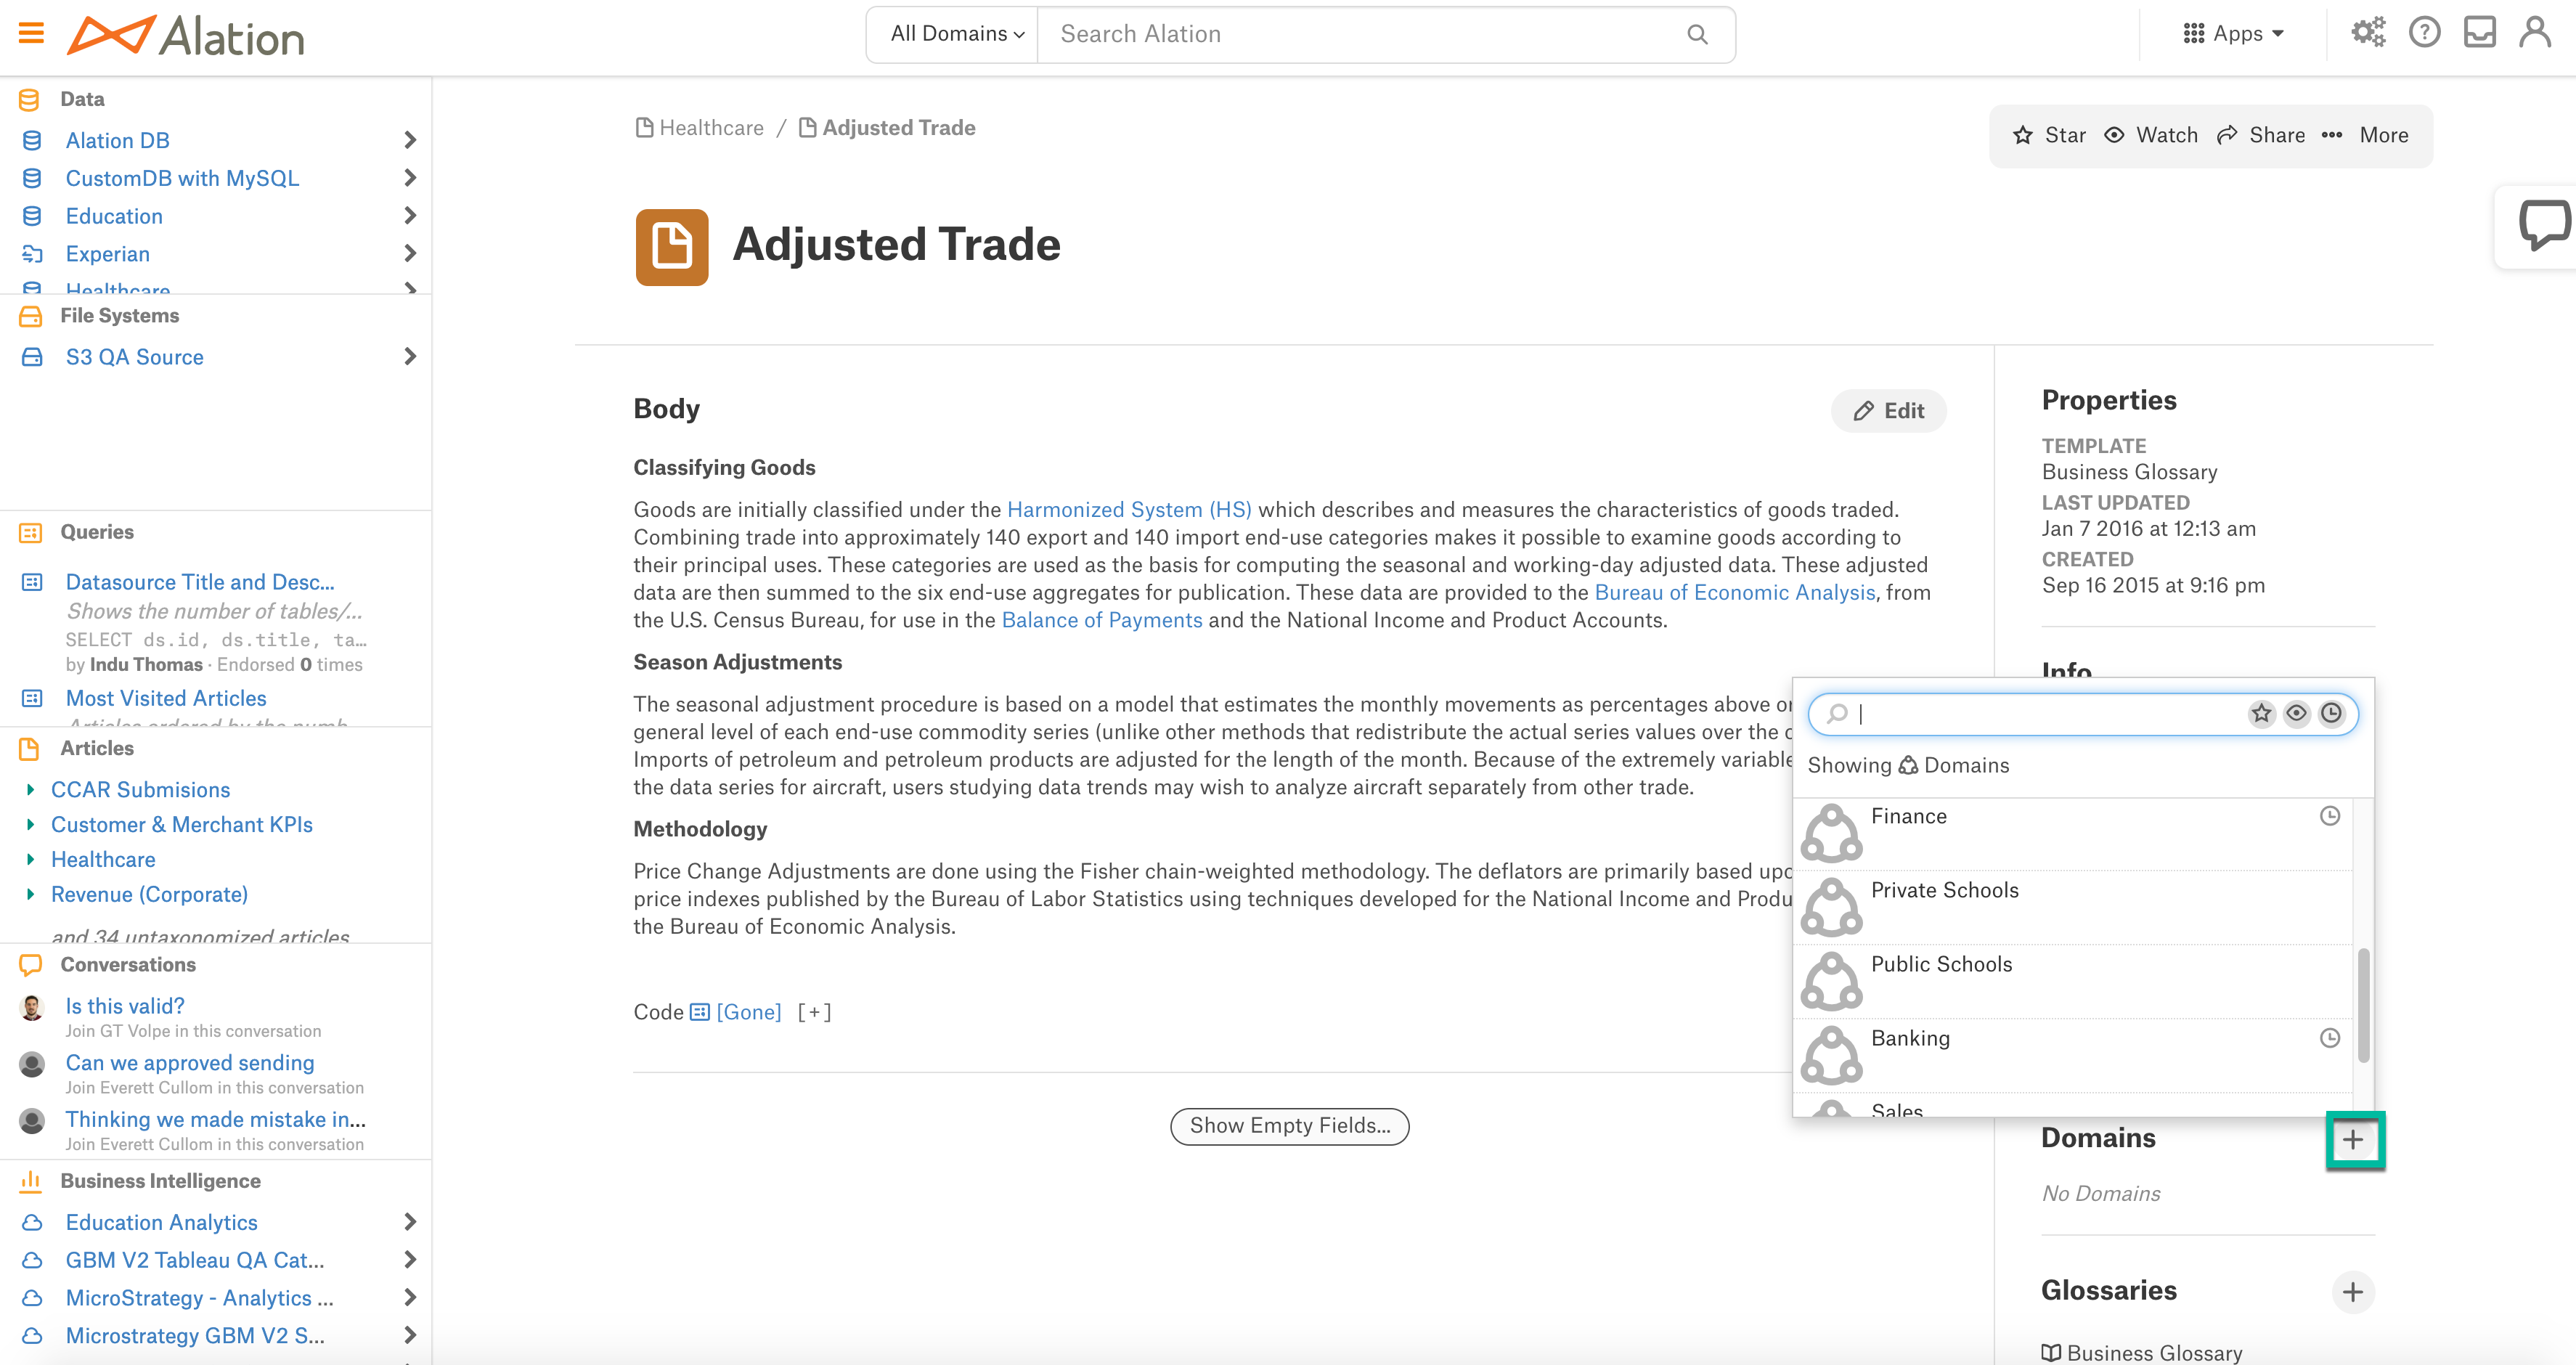 Alation
All Domains
Search Alation
Apps
Data
Alation DB
CustomDB with MySQL
Education
Experian
Healthcare
File Systems
S3 QA Source
Queries
Datasource Title and Desc...
Shows the number of tables/...
SELECT ds.id, ds.title, ta...
by Indu Thomas · Endorsed 0 times
Most Visited Articles
Articles ordered by the numb
Articles
CCAR Submisions
Customer & Merchant KPIs
Healthcare
Revenue (Corporate)
and 34 untaxonomized articles
Conversations
Is this valid?
Join GT Volpe in this conversation
Can we approved sending
Join Everett Cullom in this conversation
Thinking we made mistake in...
Join Everett Cullom in this conversation
Business Intelligence
Education Analytics
GBM V2 Tableau QA Cat...
MicroStrategy - Analytics ...
Microstrategy GBM V2 S...
Healthcare / Adjusted Trade
Star Watch Share More
Adjusted Trade
Body
Edit
Classifying Goods
Goods are initially classified under the Harmonized System (HS) which describes and measures the characteristics of goods traded.
Combining trade into approximately 140 export and 140 import end-use categories makes it possible to examine goods according to
their principal uses. These categories are used as the basis for computing the seasonal and working-day adjusted data. These adjusted
data are then summed to the six end-use aggregates for publication. These data are provided to the Bureau of Economic Analysis, from
the U.S. Census Bureau, for use in the Balance of Payments and the National Income and Product Accounts.
Season Adjustments
The seasonal adjustment procedure is based on a model that estimates the monthly movements as percentages above or
general level of each end-use commodity series (unlike other methods that redistribute the actual series values over the
Imports of petroleum and petroleum products are adjusted for the length of the month. Because of the extremely variable
the data series for aircraft, users studying data trends may wish to analyze aircraft separately from other trade.
Methodology
Price Change Adjustments are done using the Fisher chain-weighted methodology. The deflators are primarily based
price indexes published by the Bureau of Labor Statistics using techniques developed for the National Income and
the Bureau of Economic Analysis.
Code [Gone] [+]
Show Empty Fields...
Properties
TEMPLATE
Business Glossary
LAST UPDATED
Jan 7 2016 at 12:13 am
CREATED
Sep 16 2015 at 9:16 pm
Info
Showing Domains
Finance
Private Schools
Public Schools
Banking
Sales
Domains
No Domains
Glossaries
Business Glossary